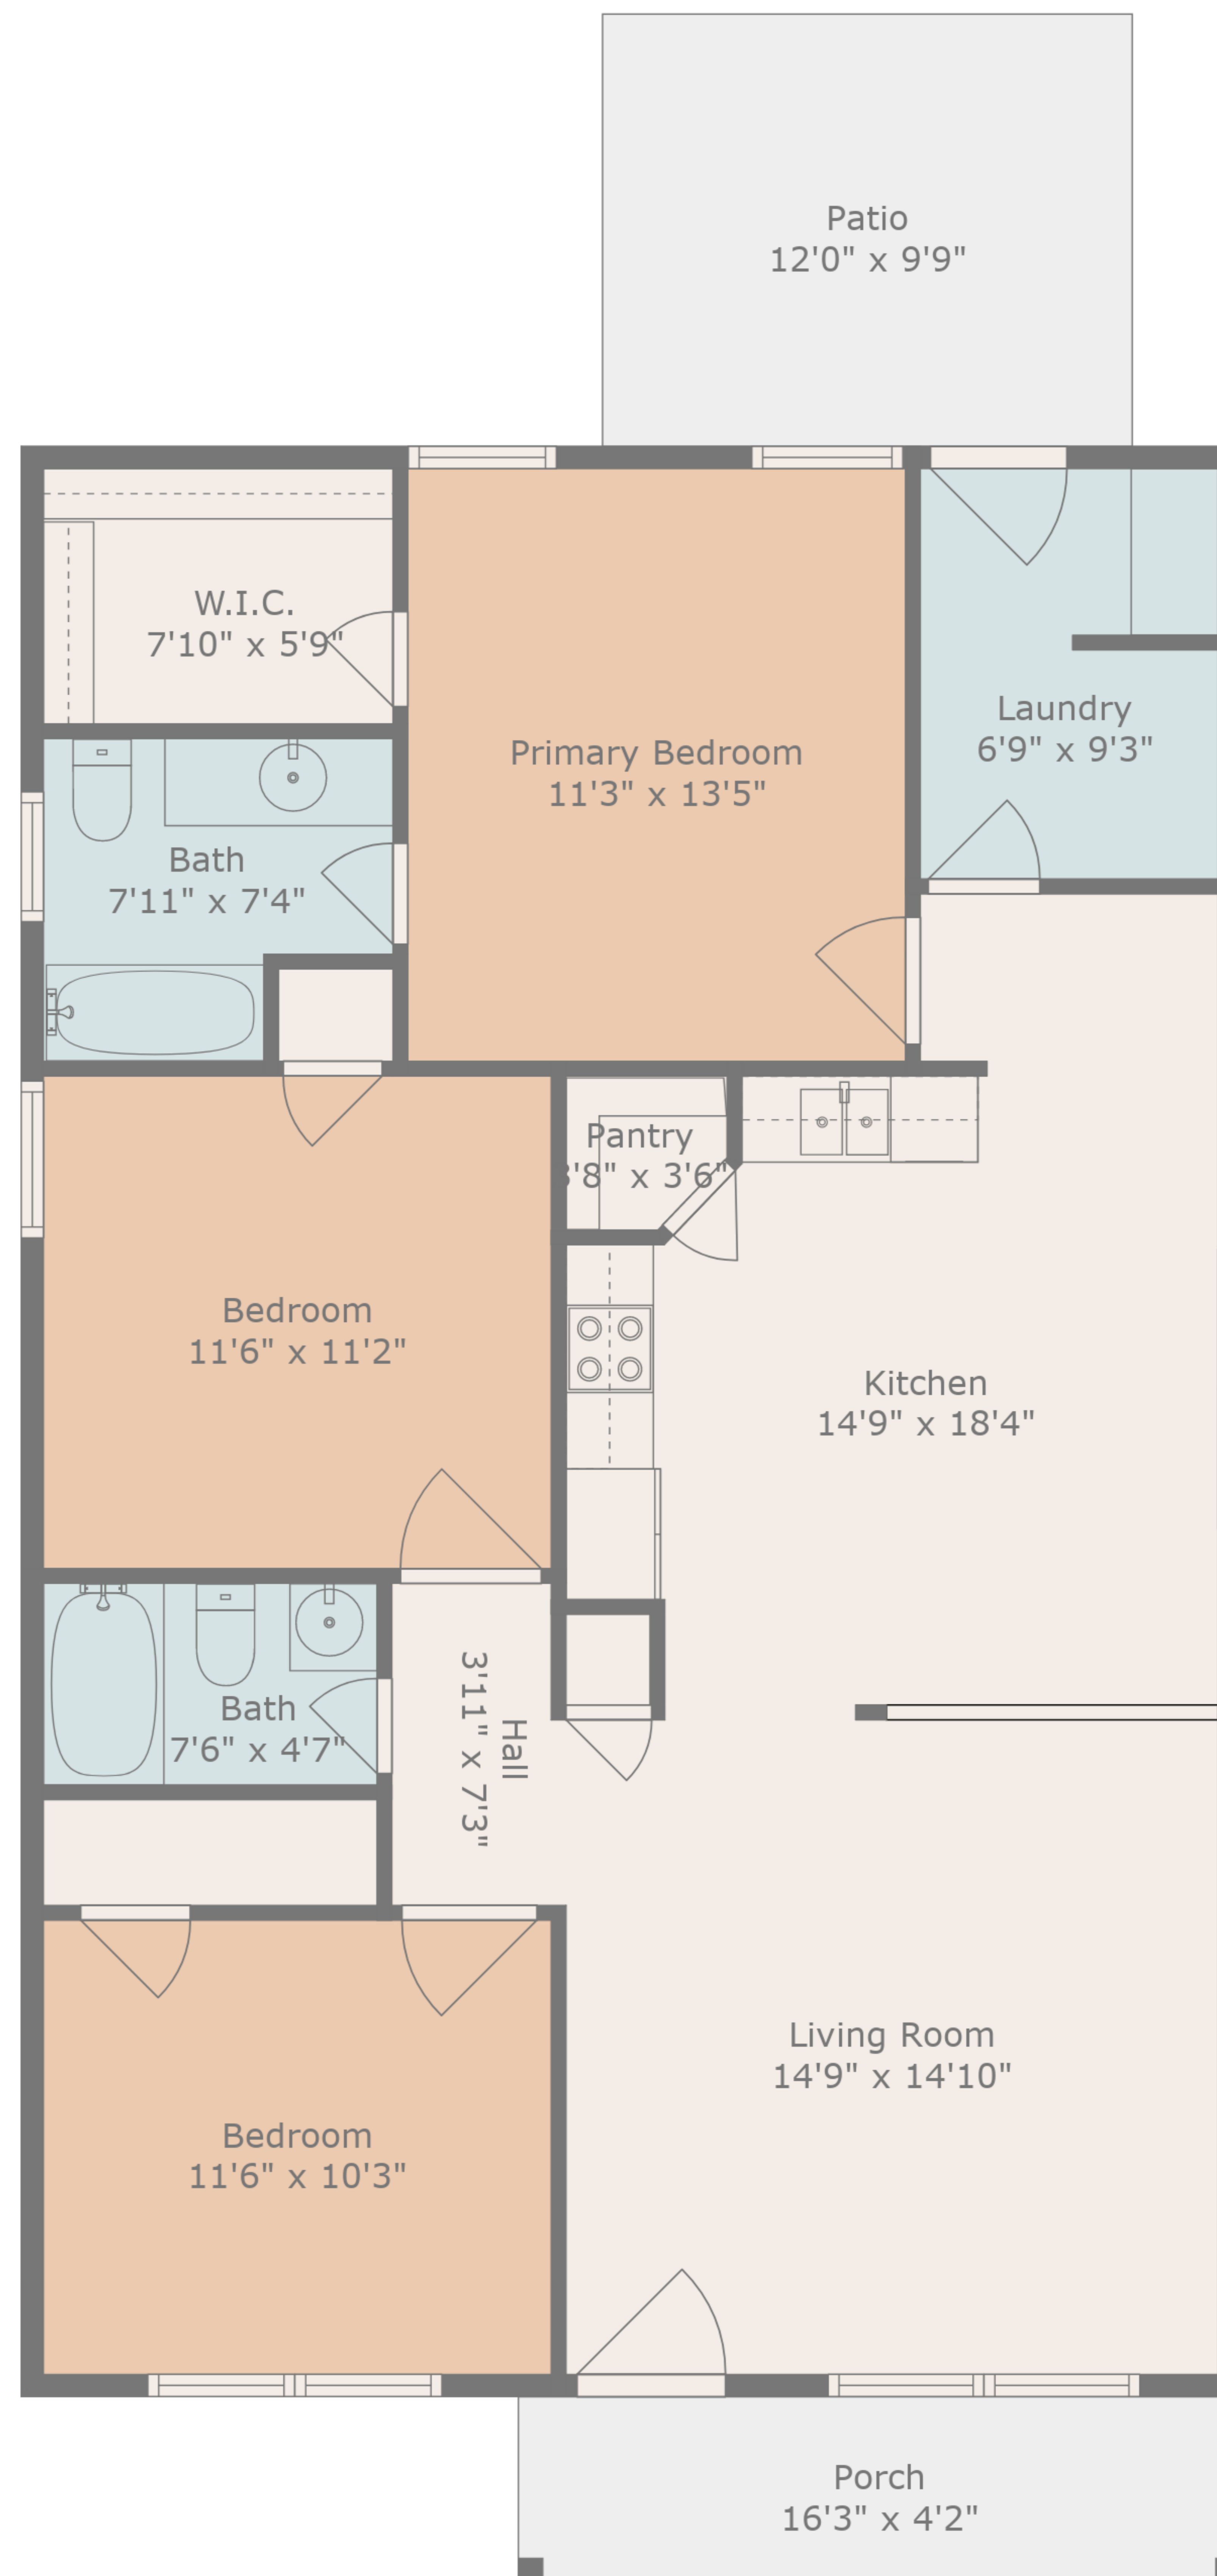 Patio
12'0" x 9'9"
W.I.C.
7'10" x 5'9"
Primary Bedroom
11'3" x 13'5"
Laundry
6'9" x 9'3"
Bath
7'11" x 7'4"
Pantry
3'8" x 3'6"
Bedroom
11'6" x 11'2"
Kitchen
14'9" x 18'4"
Bath
7'6" x 4'7"
Hall
3'11" x 7'3"
Living Room
14'9" x 14'10"
Bedroom
11'6" x 10'3"
Porch
16'3" x 4'2"